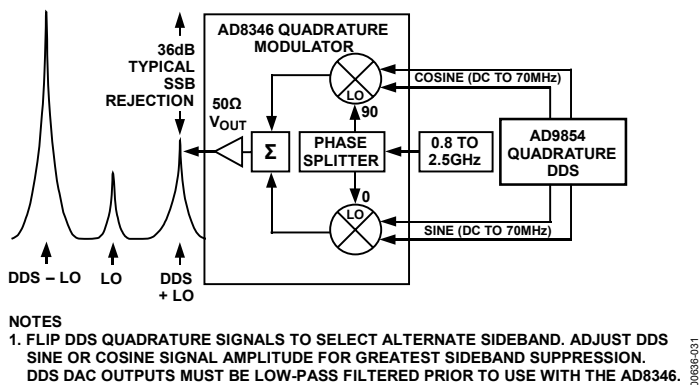 AD8346 QUADRATURE
MODULATOR
36dB
TYPICAL
SSB
REJECTION
50Ω
VOUT
Σ
LO
90
PHASE
SPLITTER
0
LO
0.8 TO
2.5GHz
COSINE (DC TO 70MHz)
AD9854
QUADRATURE
DDS
SINE (DC TO 70MHz)
DDS – LO
LO
DDS
+ LO
NOTES
1. FLIP DDS QUADRATURE SIGNALS TO SELECT ALTERNATE SIDEBAND. ADJUST DDS
SINE OR COSINE SIGNAL AMPLITUDE FOR GREATEST SIDEBAND SUPPRESSION.
DDS DAC OUTPUTS MUST BE LOW-PASS FILTERED PRIOR TO USE WITH THE AD8346.
00636-031